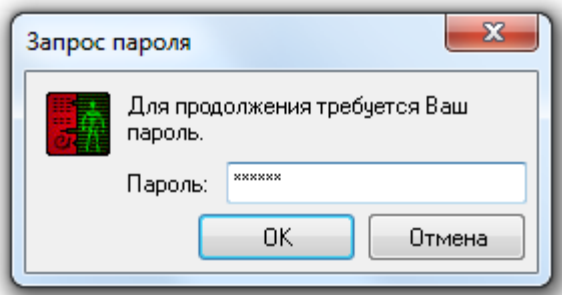 Запрос пароля
Для продолжения требуется Ваш
пароль.
Пароль: ******
OK Отмена